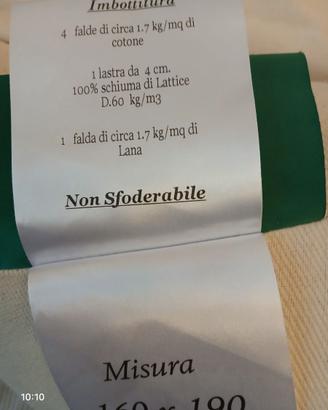 Imbottitura
4 falde di circa 1.7 kg/mq di
cotone
1 lastra da 4 cm.
100% schiuma di Lattice
D.60 kg/m3
1 falda di circa 1.7 kg/mq di
Lana
Non Sfoderabile
Misura
160 x 190
10:10